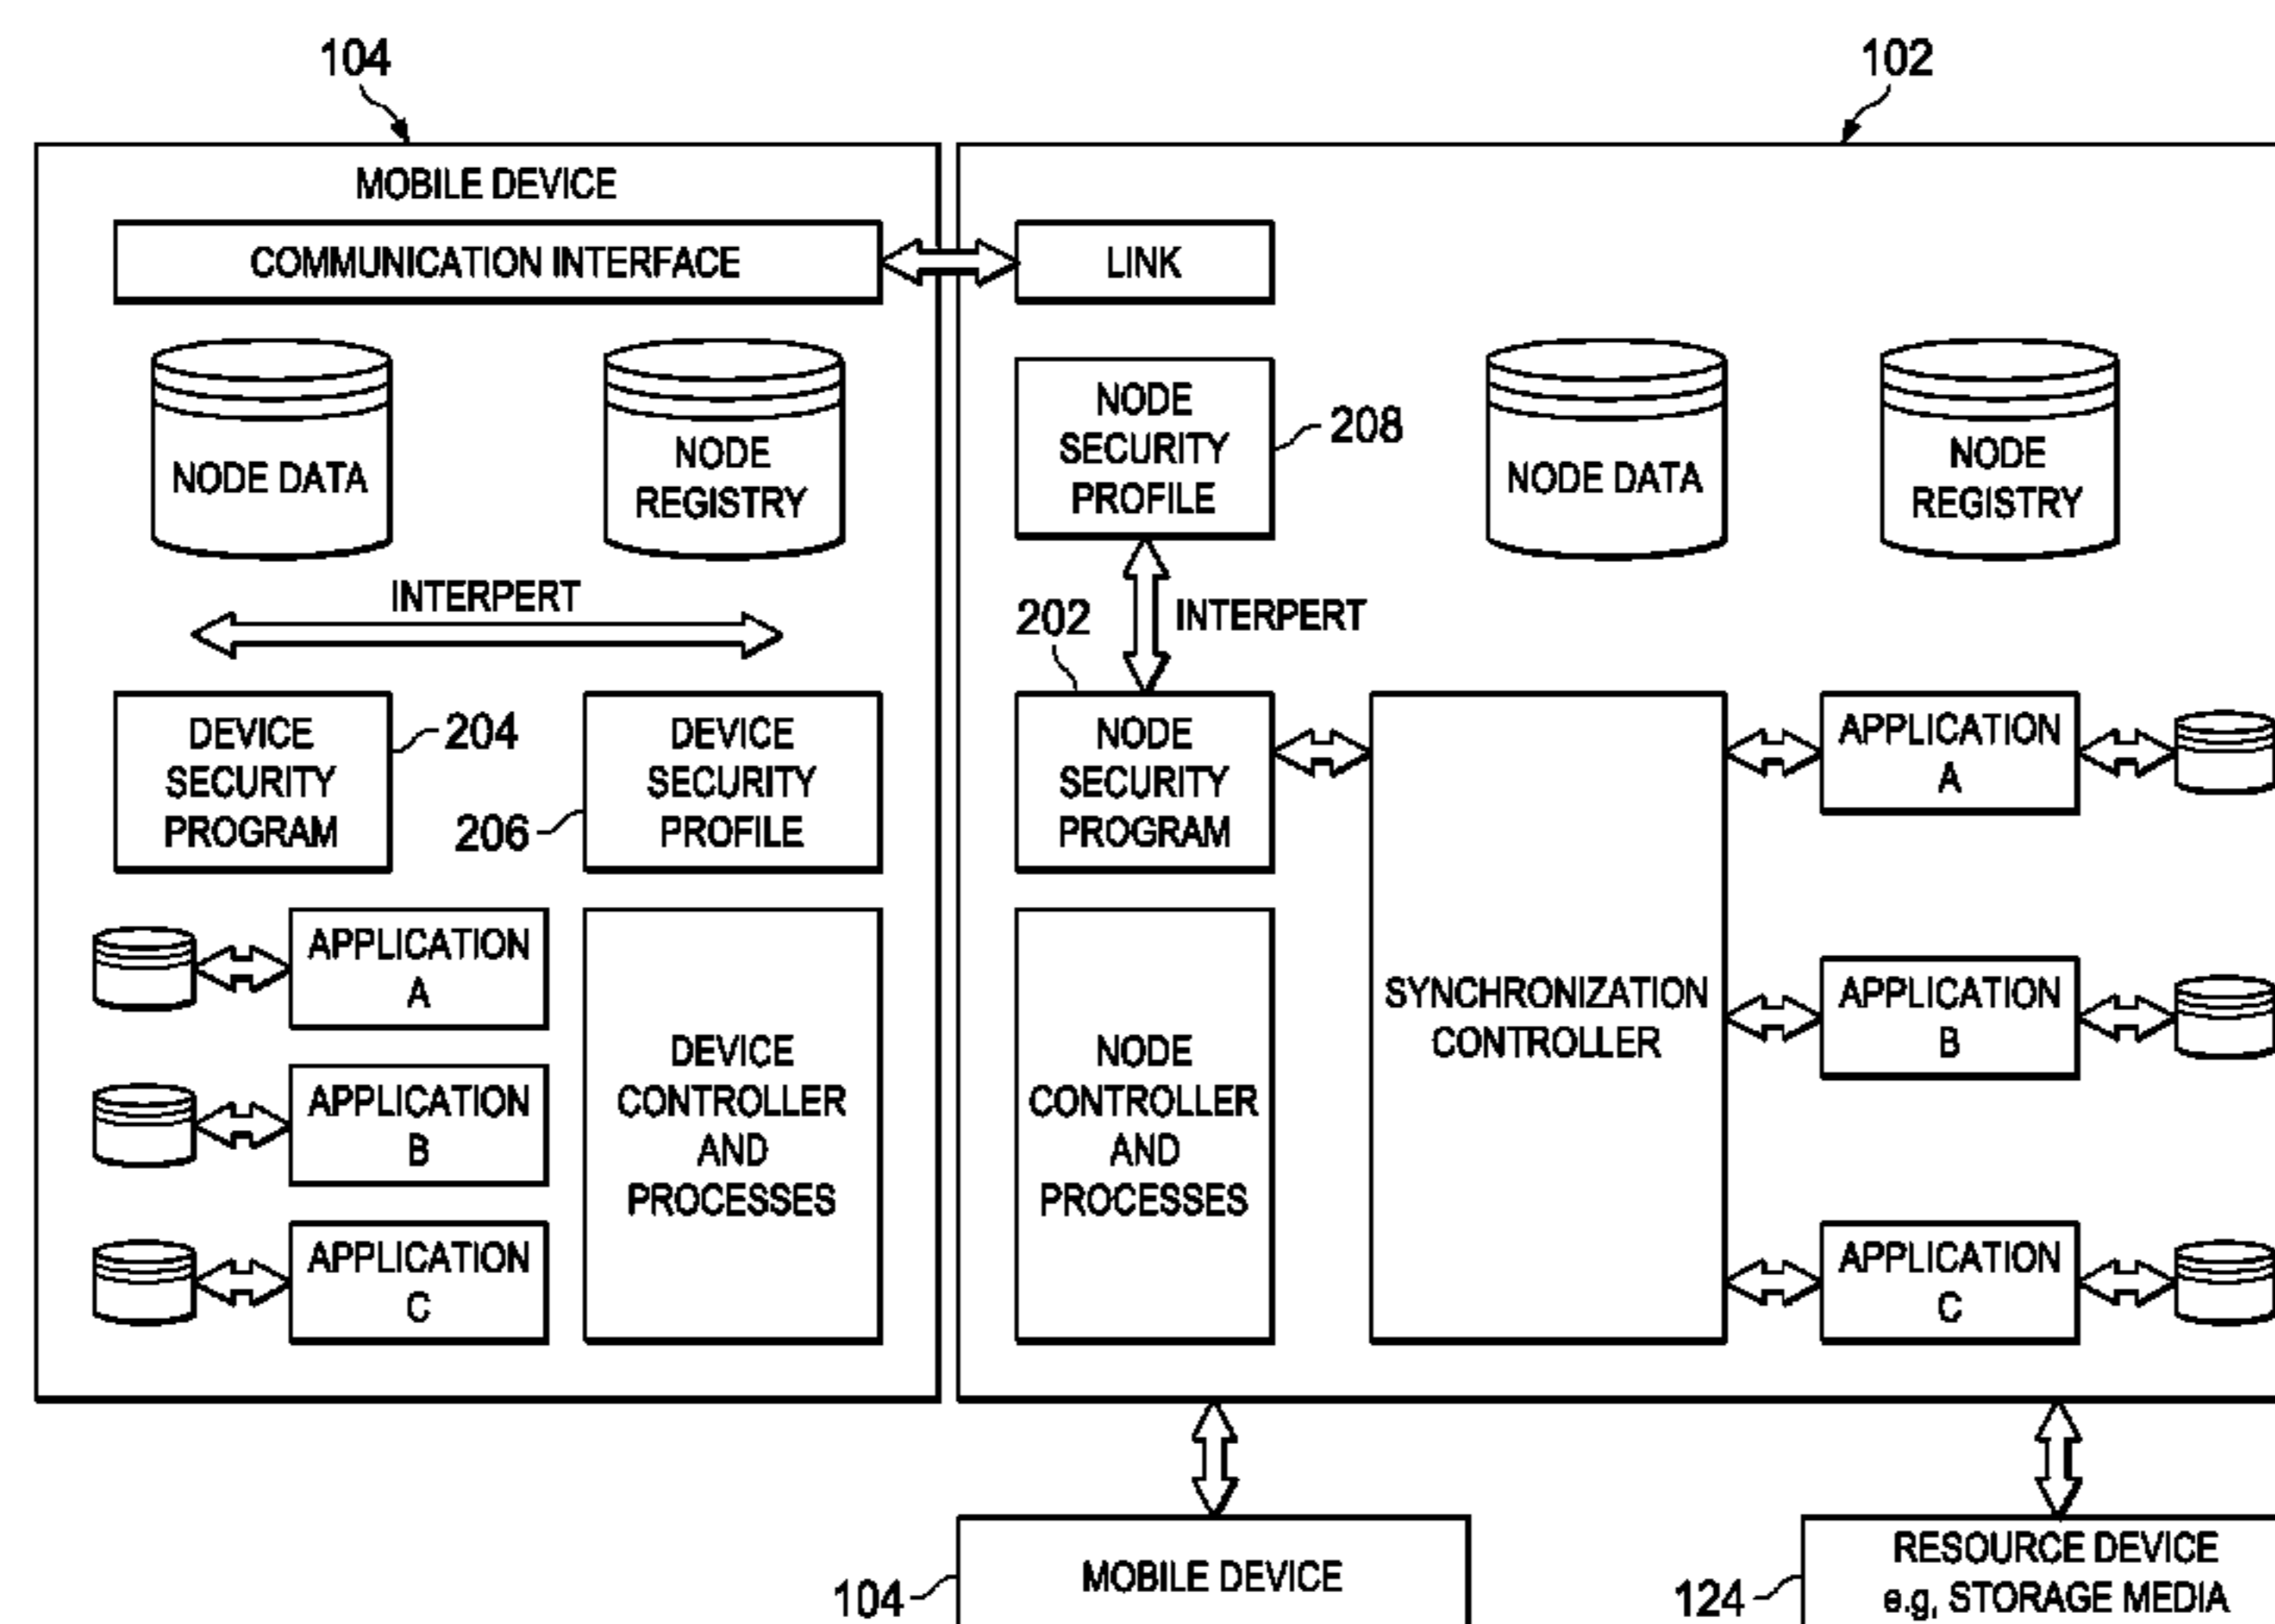 104
102
MOBILE DEVICE
COMMUNICATION INTERFACE
LINK
NODE DATA
NODE
REGISTRY
NODE
SECURITY
PROFILE
208
NODE DATA
NODE
REGISTRY
INTERPERT
202
INTERPERT
DEVICE
SECURITY
PROGRAM
204
206
DEVICE
SECURITY
PROFILE
NODE
SECURITY
PROGRAM
SYNCHRONIZATION
CONTROLLER
APPLICATION
A
APPLICATION
B
APPLICATION
C
APPLICATION
A
APPLICATION
B
APPLICATION
C
DEVICE
CONTROLLER
AND
PROCESSES
NODE
CONTROLLER
AND
PROCESSES
104
MOBILE DEVICE
124
RESOURCE DEVICE
e.g, STORAGE MEDIA